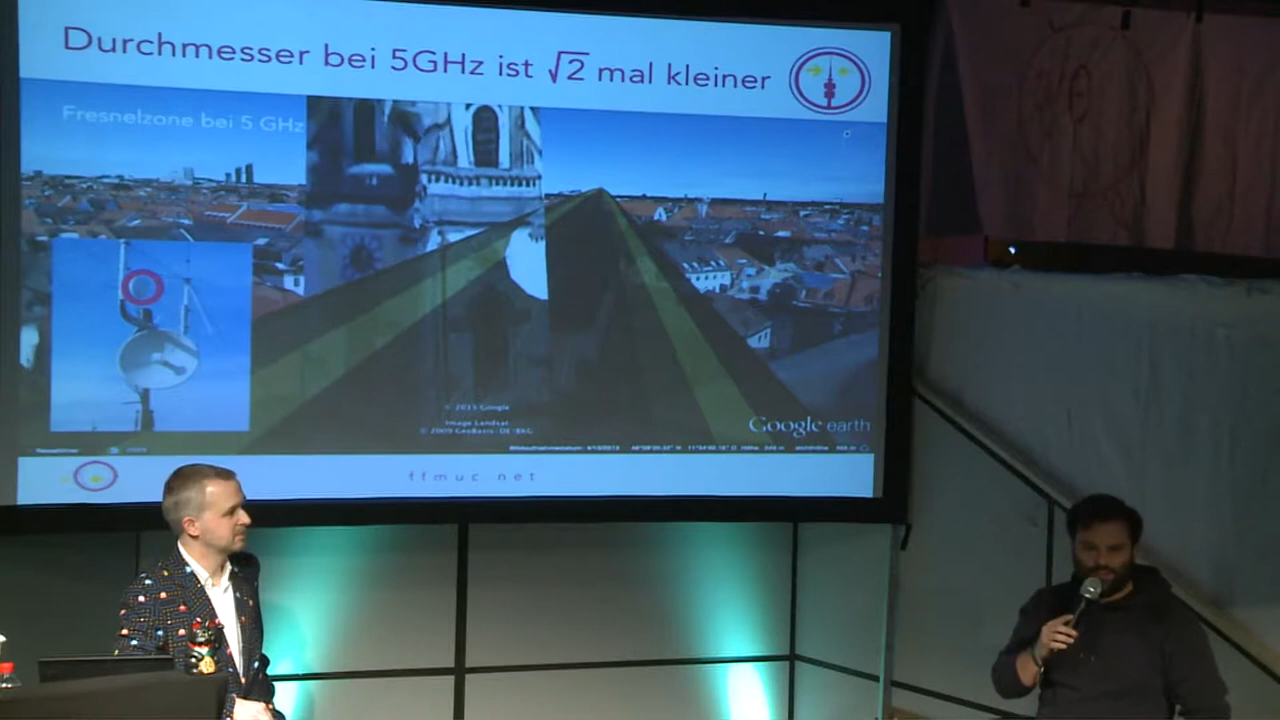 Durchmesser bei 5GHz ist √2 mal kleiner
Fresnelzone bei 5 GHz
© 2015 Google
Image Landsat
© 2009 GeoBasis-DE/BKG
Google earth
ffmuc net